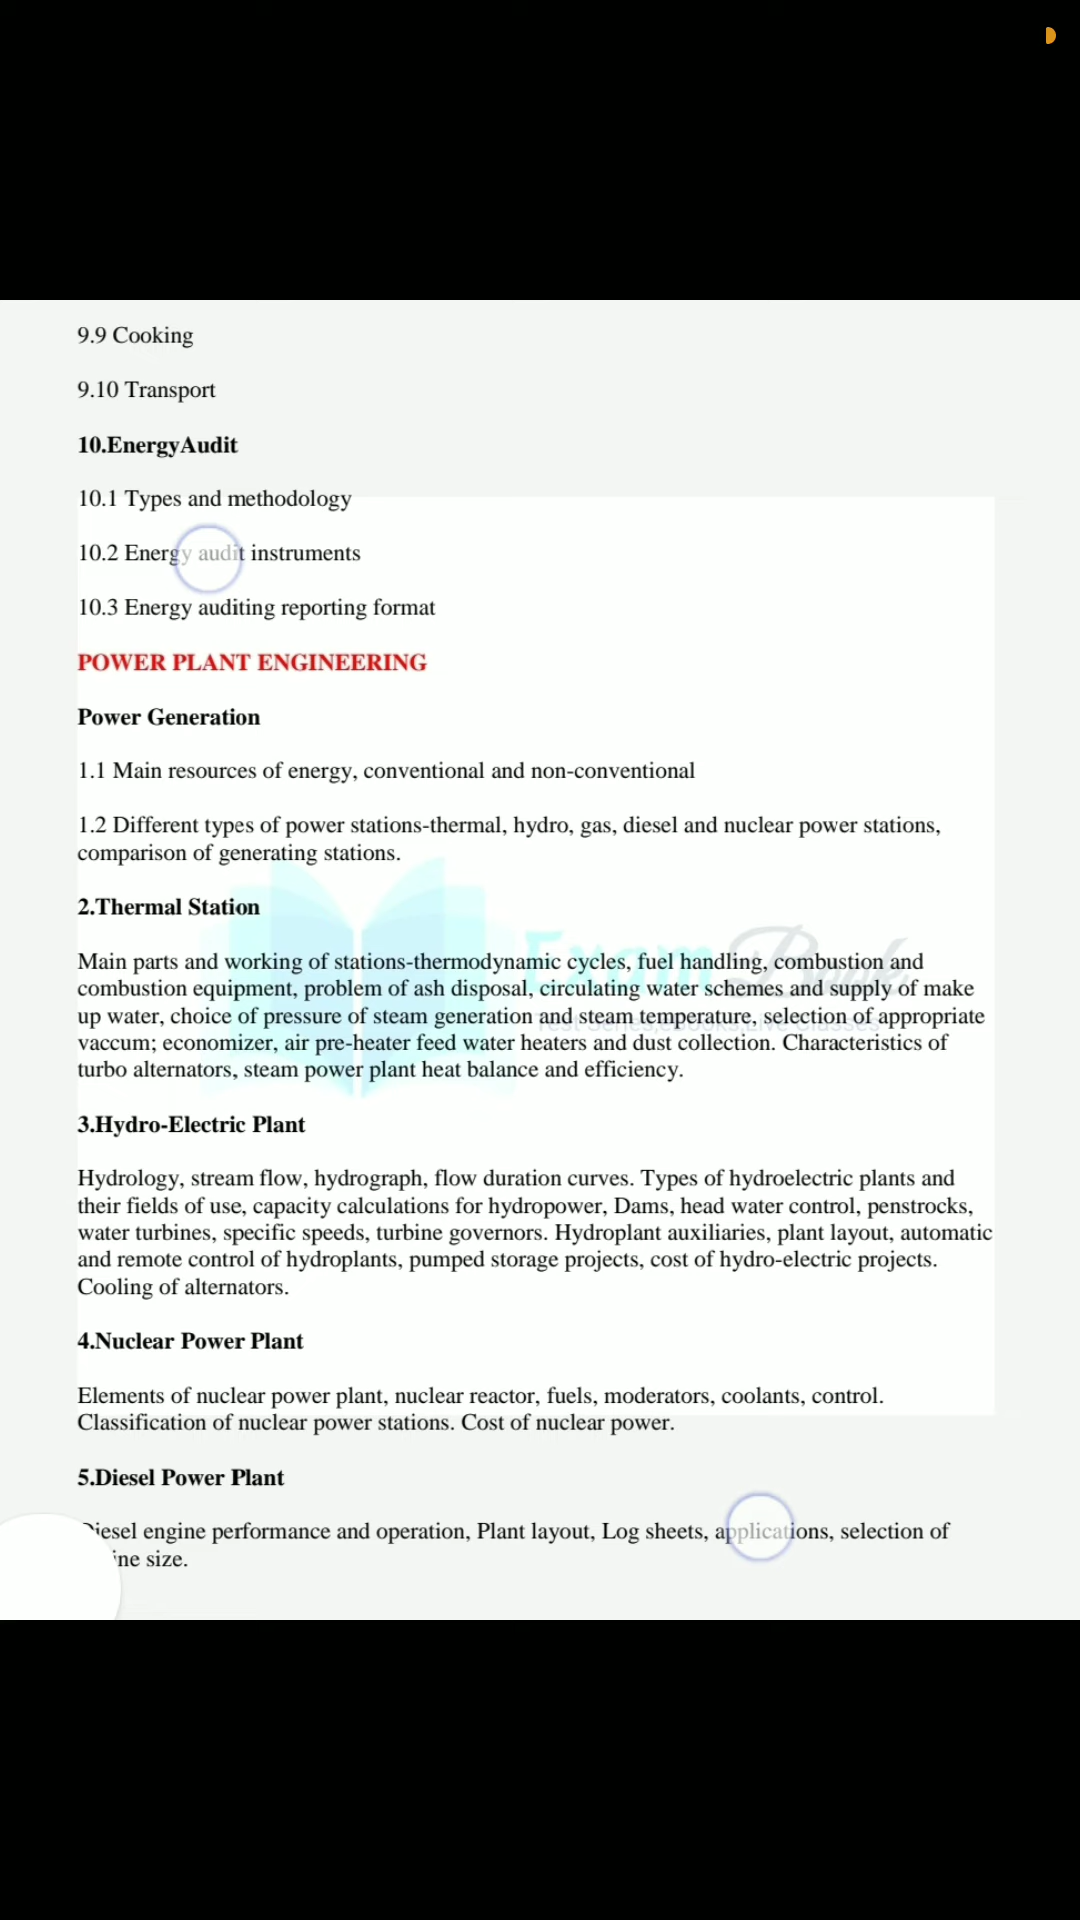 9.9 Cooking
9.10 Transport
10.EnergyAudit
10.1 Types and methodology
10.2 Energy audit instruments
10.3 Energy auditing reporting format
POWER PLANT ENGINEERING
Power Generation
1.1 Main resources of energy, conventional and non-conventional
1.2 Different types of power stations-thermal, hydro, gas, diesel and nuclear power stations,
comparison of generating stations.
2.Thermal Station
Exam Book
Main parts and working of stations-thermodynamic cycles, fuel handling, combustion and
combustion equipment, problem of ash disposal, circulating water schemes and supply of make
up water, choice of pressure of steam generation and steam temperature, selection of appropriate
Test Series,eBooks,Live Classes
vaccum; economizer, air pre-heater feed water heaters and dust collection. Characteristics of
turbo alternators, steam power plant heat balance and efficiency.
3.Hydro-Electric Plant
Hydrology, stream flow, hydrograph, flow duration curves. Types of hydroelectric plants and
their fields of use, capacity calculations for hydropower, Dams, head water control, penstrocks,
water turbines, specific speeds, turbine governors. Hydroplant auxiliaries, plant layout, automatic
and remote control of hydroplants, pumped storage projects, cost of hydro-electric projects.
Cooling of alternators.
4.Nuclear Power Plant
Elements of nuclear power plant, nuclear reactor, fuels, moderators, coolants, control.
Classification of nuclear power stations. Cost of nuclear power.
5.Diesel Power Plant
Diesel engine performance and operation, Plant layout, Log sheets, applications, selection of
size.